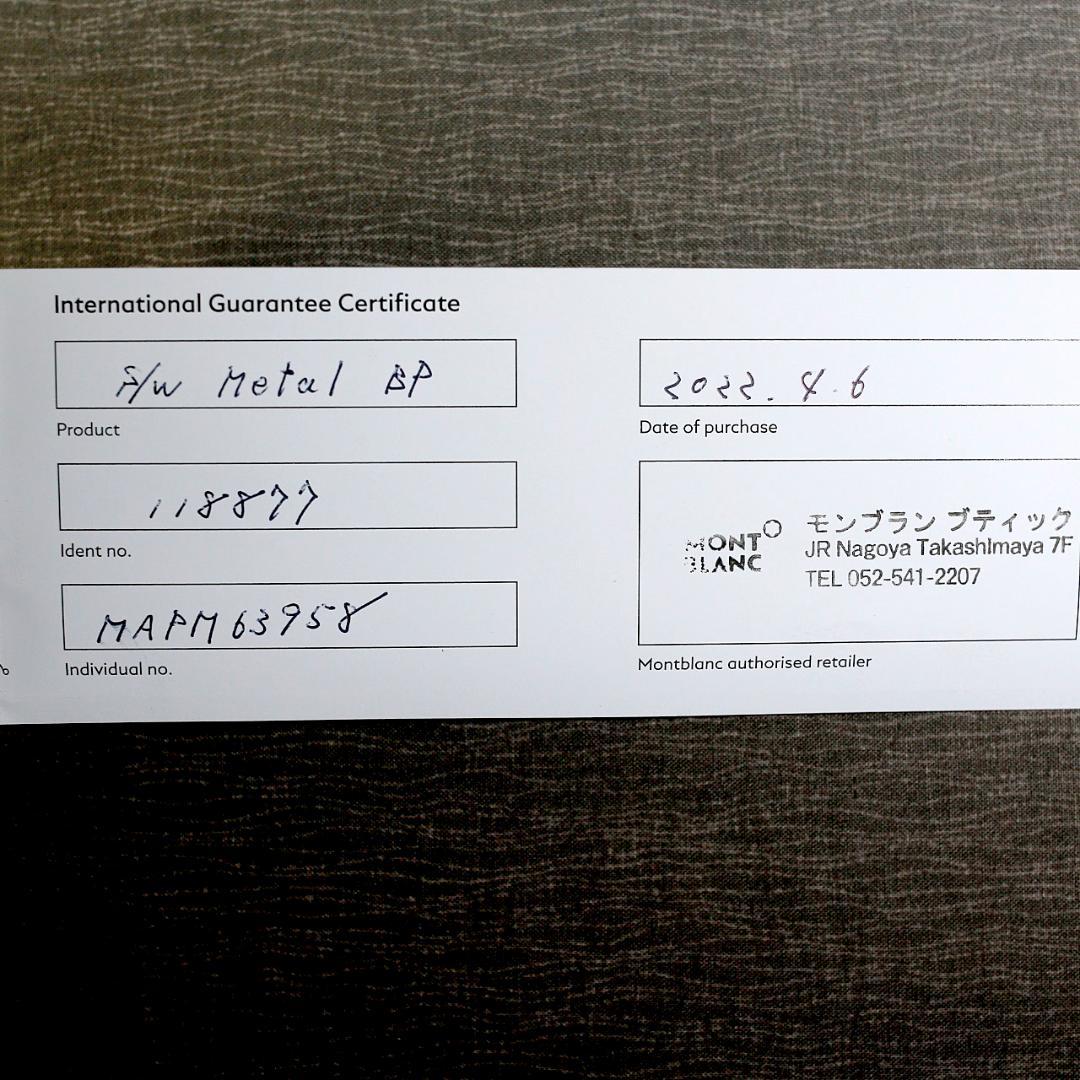 International Guarantee Certificate
S/W Metal BP
Product
118877
Ident no.
MAPM63958
Individual no.
2022.4.6
Date of purchase
MONT
BLANC
モンブラン ブティック
JR Nagoya Takashimaya 7F
TEL 052-541-2207
Montblanc authorised retailer